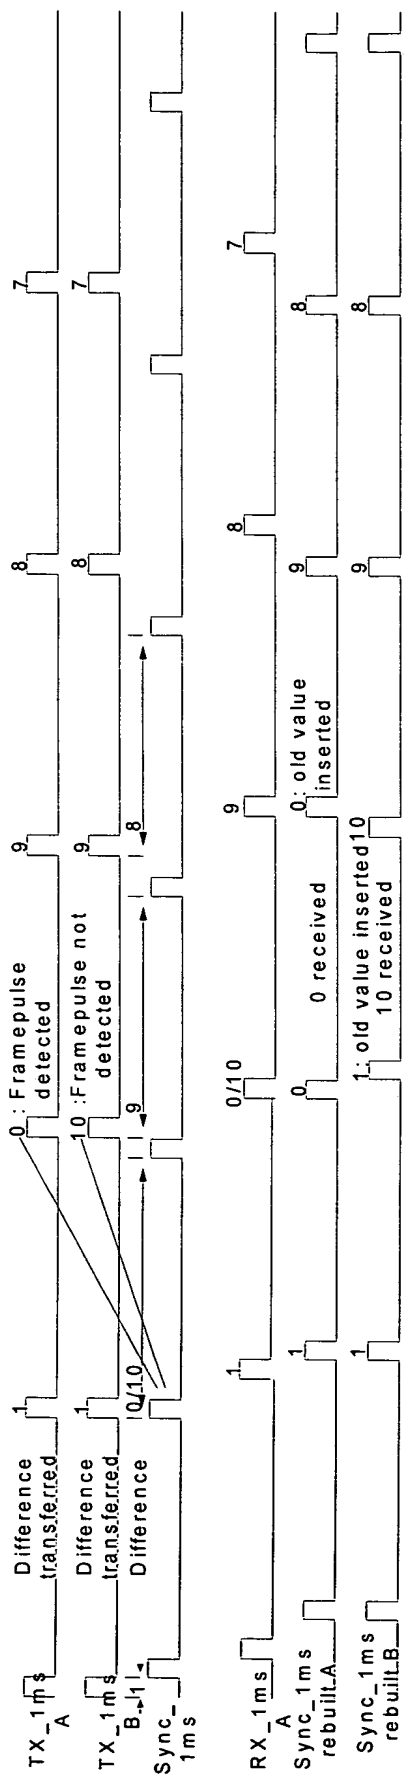 TX_1ms
A
Difference
transferred
1
0 : Framepulse
detected
9
8
7
TX_1ms
B
Difference
transferred
1
10 :Framepulse not
detected
9
8
7
1
Difference
0/10
9
8
Sync_
1ms
RX_1ms
A
1
0/10
9
8
7
Sync_1ms
rebuilt_A
1
0
0 received
0: old value
inserted
9
8
Sync_1ms
rebuilt_B
1
1: old value inserted
10 received
10
9
8